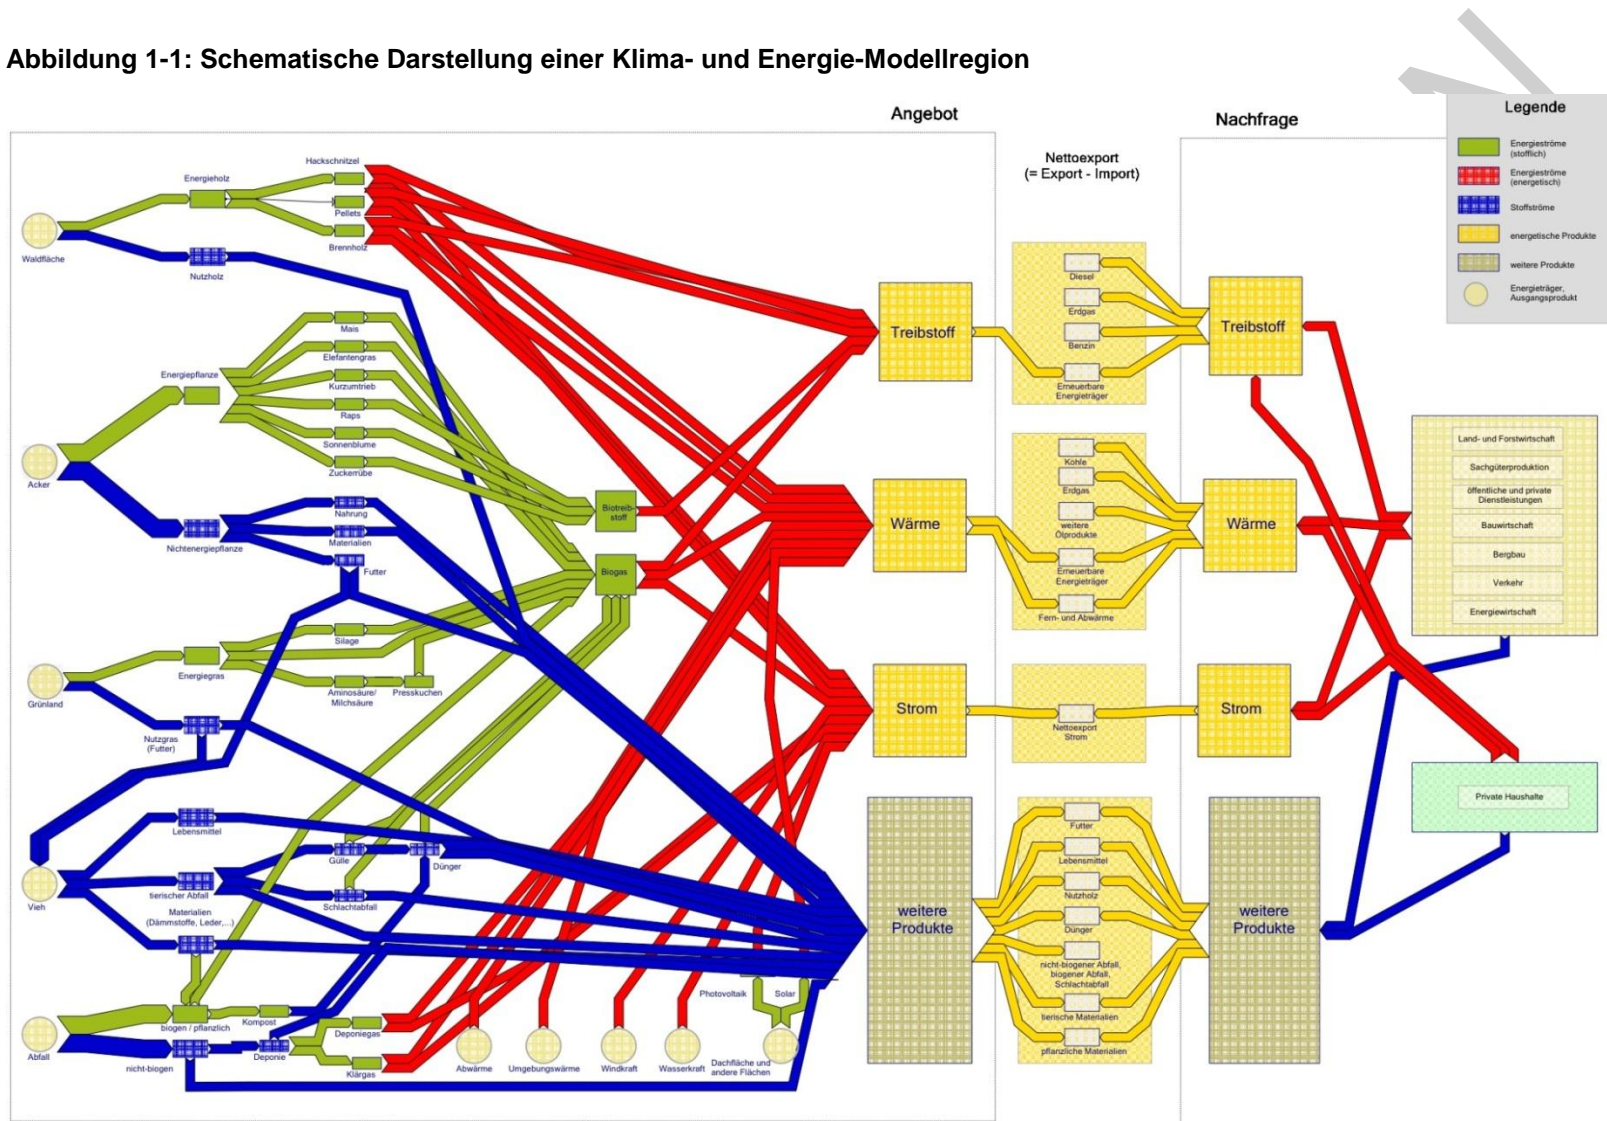 Abbildung 1-1: Schematische Darstellung einer Klima- und Energie-Modellregion
Angebot
Nettoexport
(= Export - Import)
Nachfrage
Legende
Energieströme
(stofflich)
Energieströme
(energetisch)
Stoffströme
energetische Produkte
weitere Produkte
Energieträger,
Ausgangsprodukt
Waldfläche
Energieholz
Nutzholz
Hackschnitzel
Pellets
Brennholz
Acker
Energiepflanze
Nichtenergiepflanze
Mais
Elefantengras
Kurzumtrieb
Raps
Sonnenblume
Zuckerrübe
Nahrung
Materialien
Futter
Biotreib-
stoff
Biogas
Grünland
Energiegras
Nutzgras
(Futter)
Silage
Aminosäure/
Milchsäure
Presskuchen
Vieh
Lebensmittel
tierischer Abfall
Materialien
(Dämmstoffe, Leder,...)
Gülle
Schlachtabfall
Dünger
Abfall
biogen / pflanzlich
nicht-biogen
Kompost
Deponie
Deponiegas
Klärgas
Abwärme
Umgebungswärme
Windkraft
Wasserkraft
Photovoltaik
Solar
Dachfläche und
andere Flächen
Treibstoff
Wärme
Strom
weitere
Produkte
Diesel
Erdgas
Benzin
Erneuerbare
Energieträger
Kohle
Erdgas
weitere
Ölprodukte
Erneuerbare
Energieträger
Fern- und Abwärme
Nettoexport
Strom
Futter
Lebensmittel
Nutzholz
Dünger
nicht-biogener Abfall,
biogener Abfall,
Schlachtabfall
tierische Materialien
pflanzliche Materialien
Treibstoff
Wärme
Strom
weitere
Produkte
Land- und Forstwirtschaft
Sachgüterproduktion
öffentliche und private
Dienstleistungen
Bauwirtschaft
Bergbau
Verkehr
Energiewirtschaft
Private Haushalte